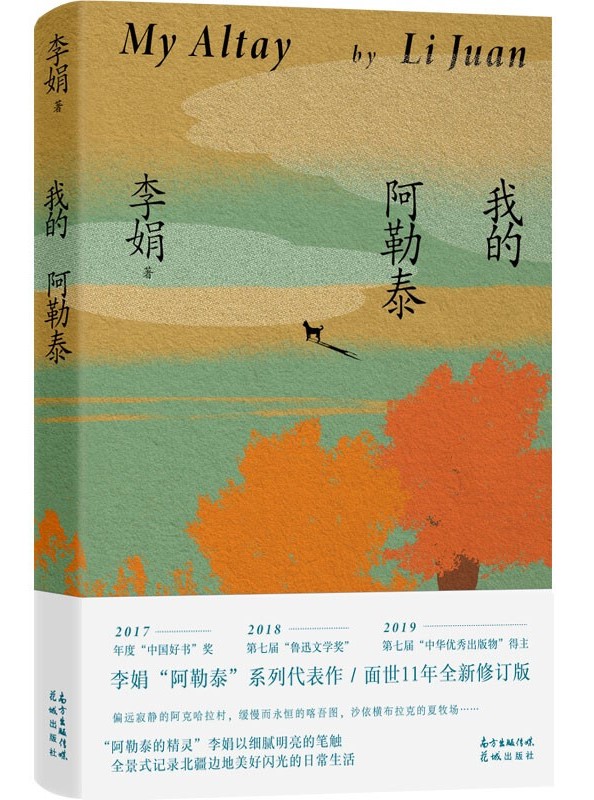 My Altay by Li Juan
李娟 著
我的 阿勒泰
我的
阿勒泰
李娟
著
2017
年度“中国好书”奖
2018
第七届“鲁迅文学奖”
2019
第七届“中华优秀出版物”得主
李娟“阿勒泰”系列代表作 / 面世11年全新修订版
偏远寂静的阿克哈拉村，缓慢而永恒的喀吾图，沙依横布拉克的夏牧场……
“阿勒泰的精灵”李娟以细腻明亮的笔触
全景式记录北疆边地美好闪光的日常生活
南方出版传媒
花城出版社
南方出版传媒
花城出版社